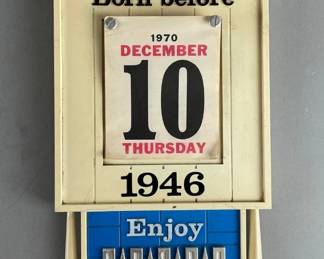 Born before
1970
DECEMBER
10
THURSDAY
1946
Enjoy